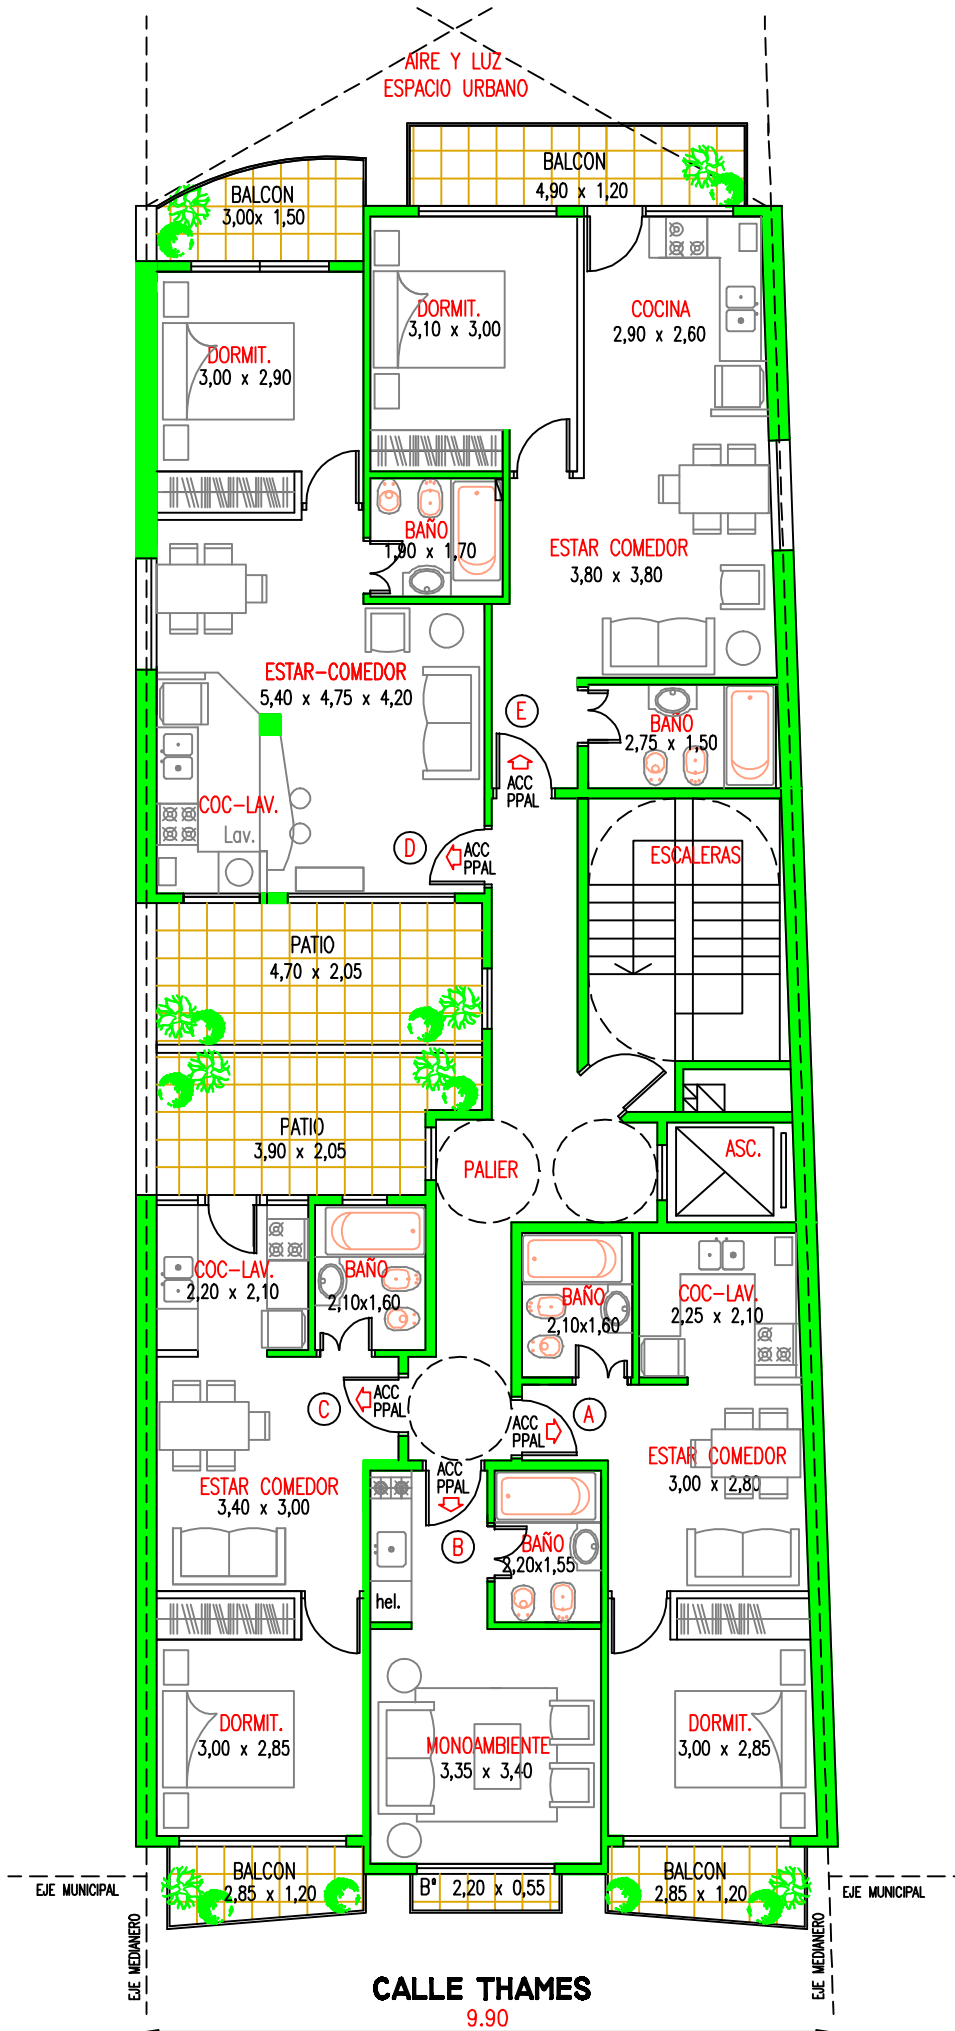 AIRE Y LUZ
ESPACIO URBANO
BALCON
4,90 x 1,20
BALCON
3,00x 1,50
DORMIT.
3,10 x 3,00
COCINA
2,90 x 2,60
DORMIT.
3,00 x 2,90
BAÑO
1,90 x 1,70
ESTAR COMEDOR
3,80 x 3,80
ESTAR-COMEDOR
5,40 x 4,75 x 4,20
E
BAÑO
2,75 x 1,50
ACC
PPAL
COC-LAV.
Lav.
D
ACC
PPAL
ESCALERAS
PATIO
4,70 x 2,05
PATIO
3,90 x 2,05
PALIER
ASC.
COC-LAV.
2,20 x 2,10
BAÑO
2,10x1,60
BAÑO
2,10x1,60
COC-LAV.
2,25 x 2,10
C
ACC
PPAL
ACC
PPAL
A
ESTAR COMEDOR
3,00 x 2,80
ACC
PPAL
ESTAR COMEDOR
3,40 x 3,00
B
BAÑO
2,20x1,55
hel.
DORMIT.
3,00 x 2,85
MONOAMBIENTE
3,35 x 3,40
DORMIT.
3,00 x 2,85
BALCON
2,85 x 1,20
Bº 2,20 x 0,55
BALCON
2,85 x 1,20
EJE MUNICIPAL
EJE MUNICIPAL
EJE MEDIANERO
EJE MEDIANERO
CALLE THAMES
9.90